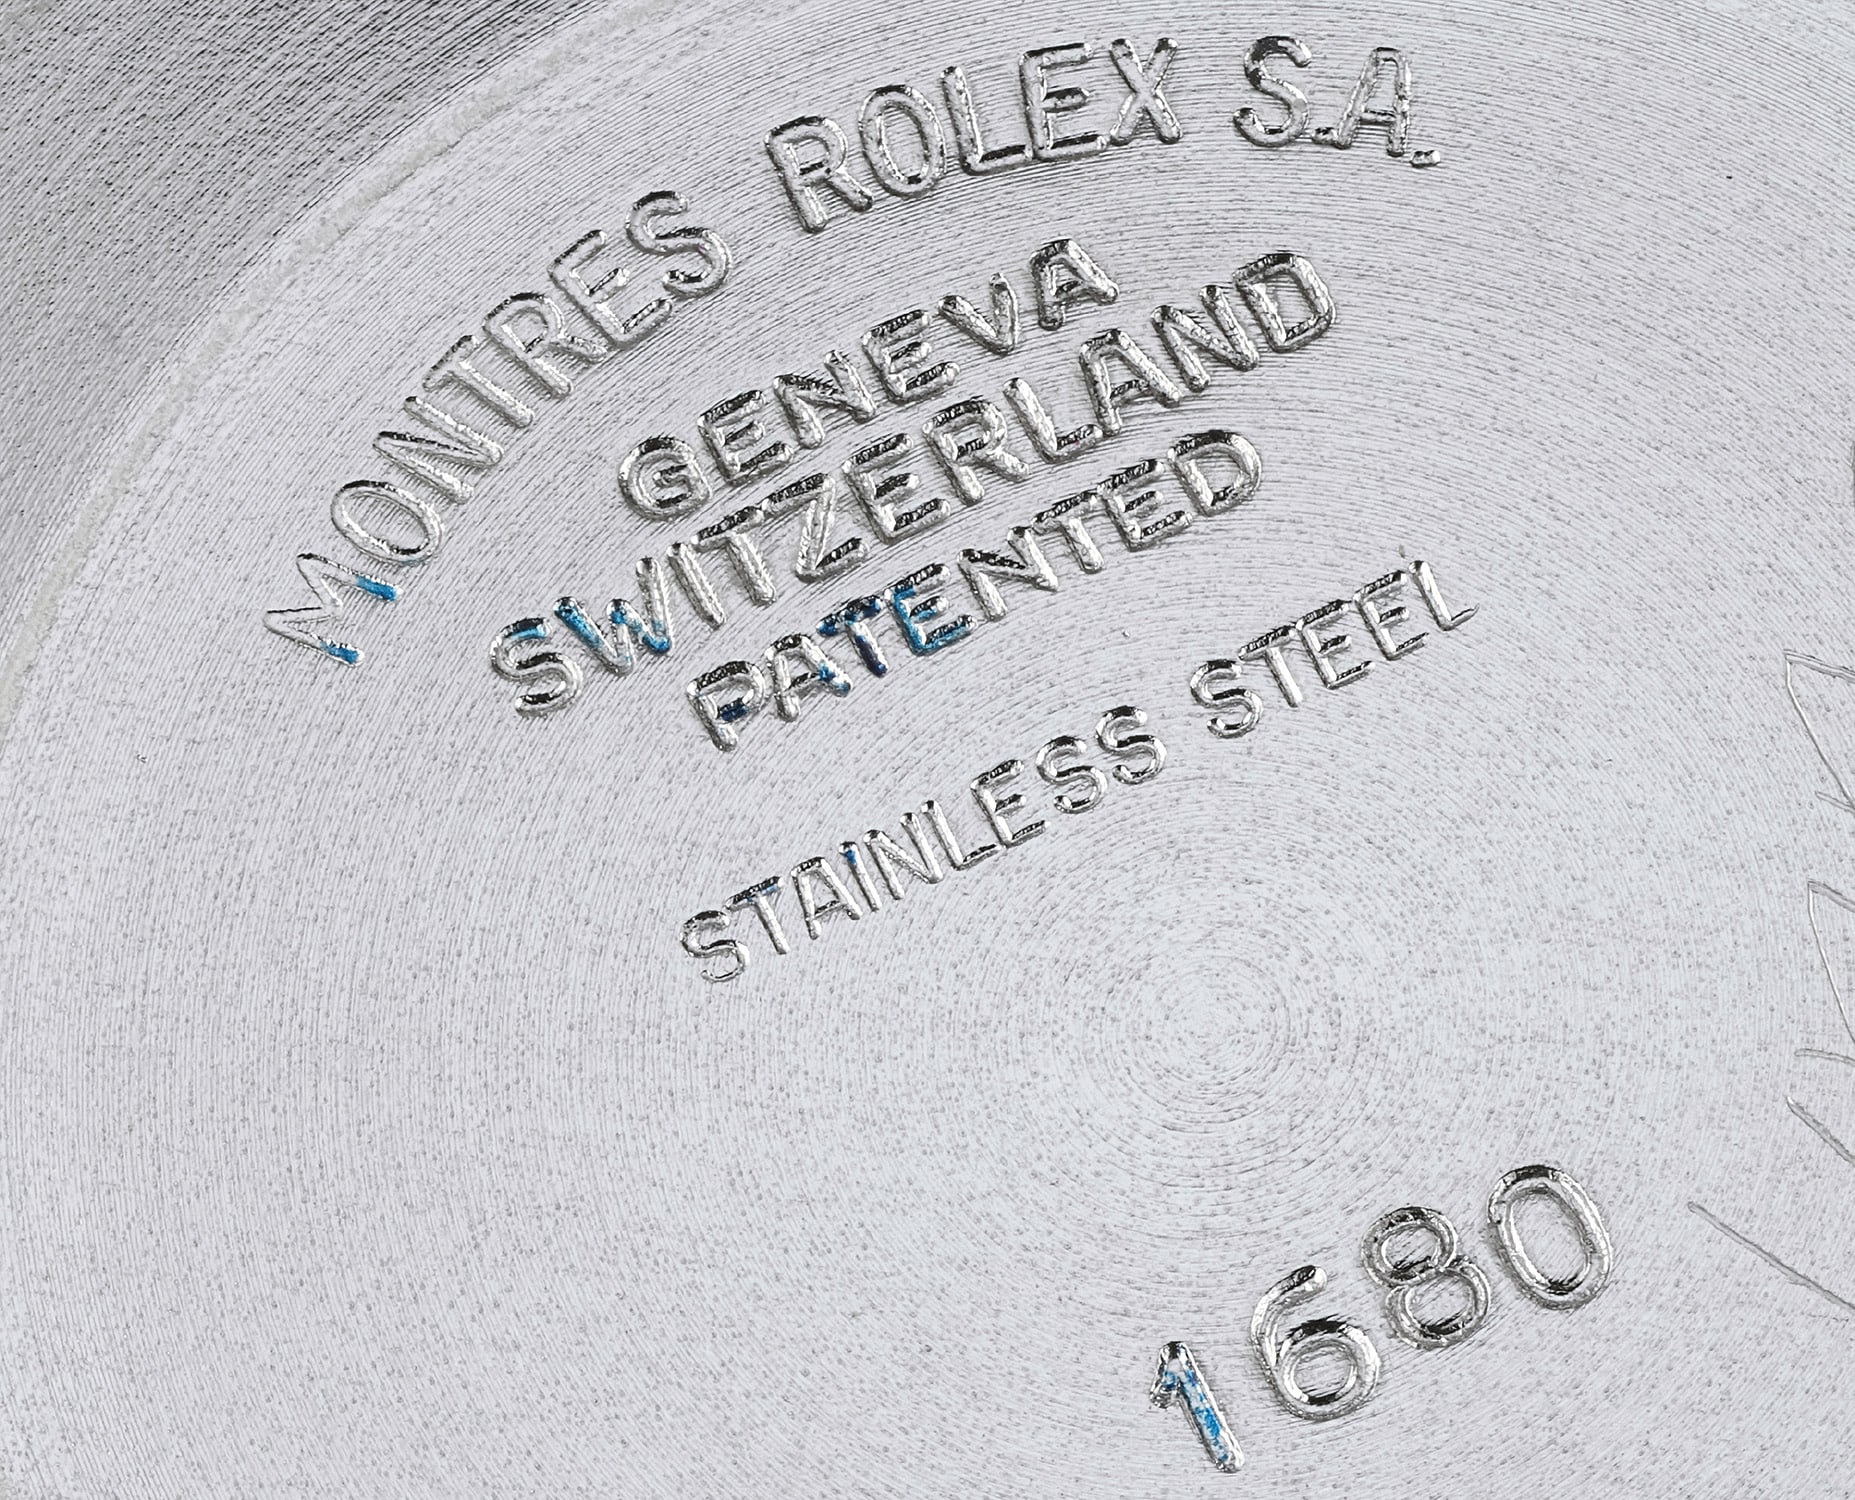 MONTRES ROLEX S.A.
GENEVA
SWITZERLAND
PATENTED
STAINLESS STEEL
1680